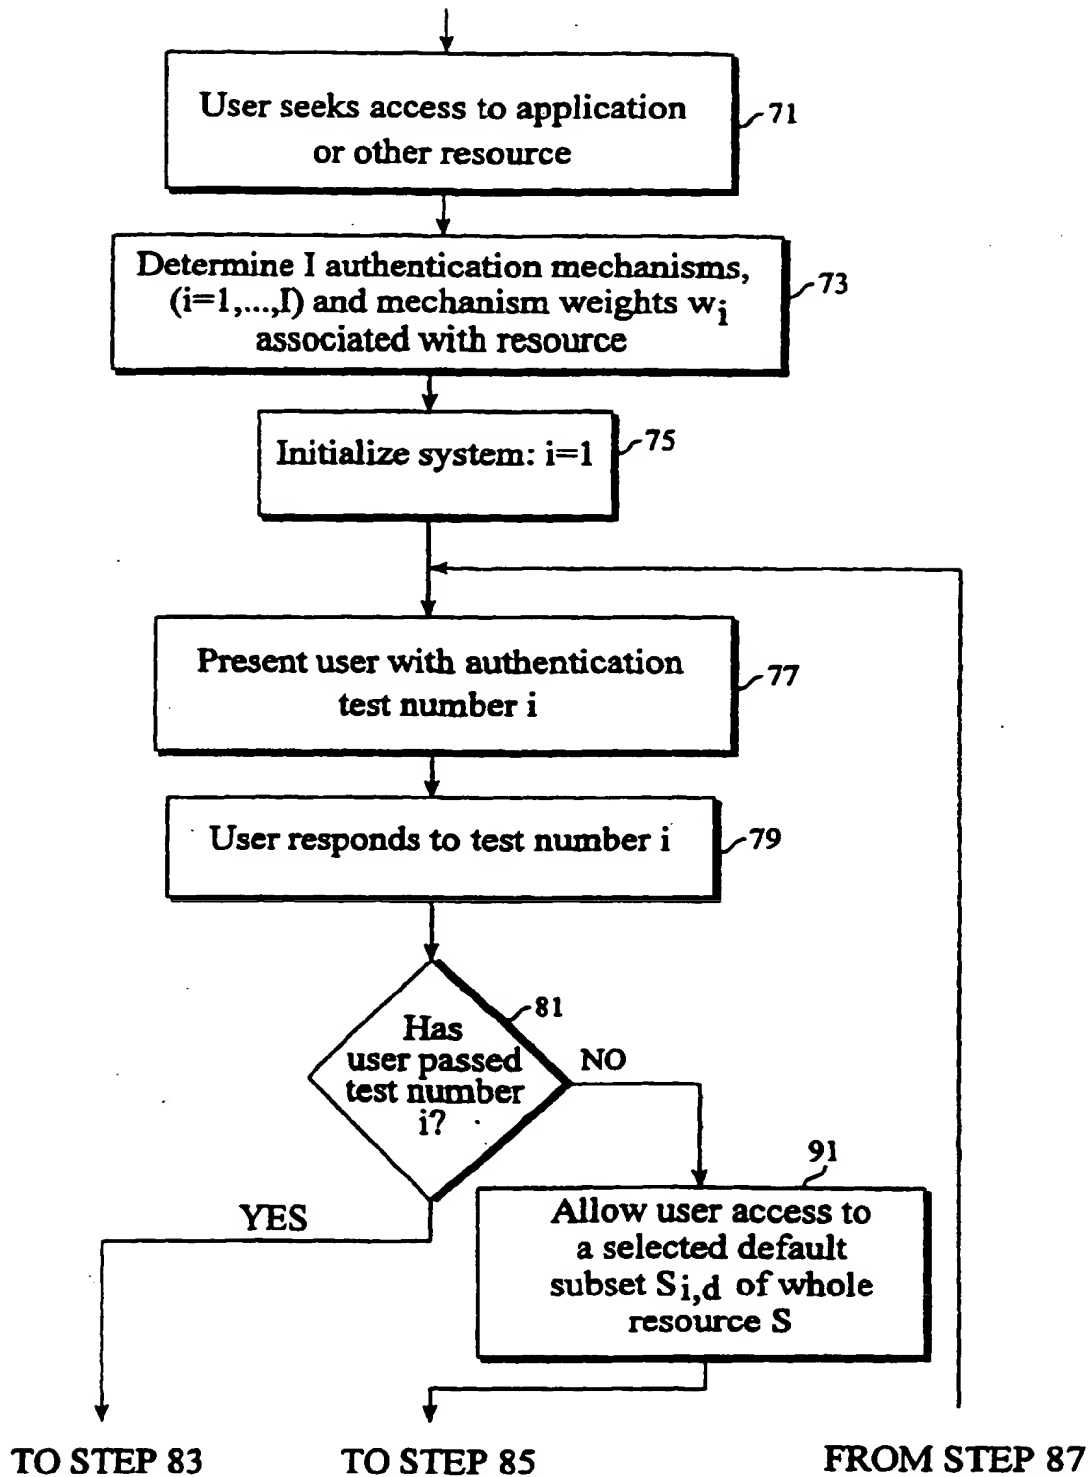 User seeks access to application
or other resource
71
Determine I authentication mechanisms,
(i=1,...,I) and mechanism weights wi
associated with resource
73
Initialize system: i=1
75
Present user with authentication
test number i
77
User responds to test number i
79
Has
user passed
test number
i?
81
NO
YES
91
Allow user access to
a selected default
subset Si,d of whole
resource S
TO STEP 83
TO STEP 85
FROM STEP 87